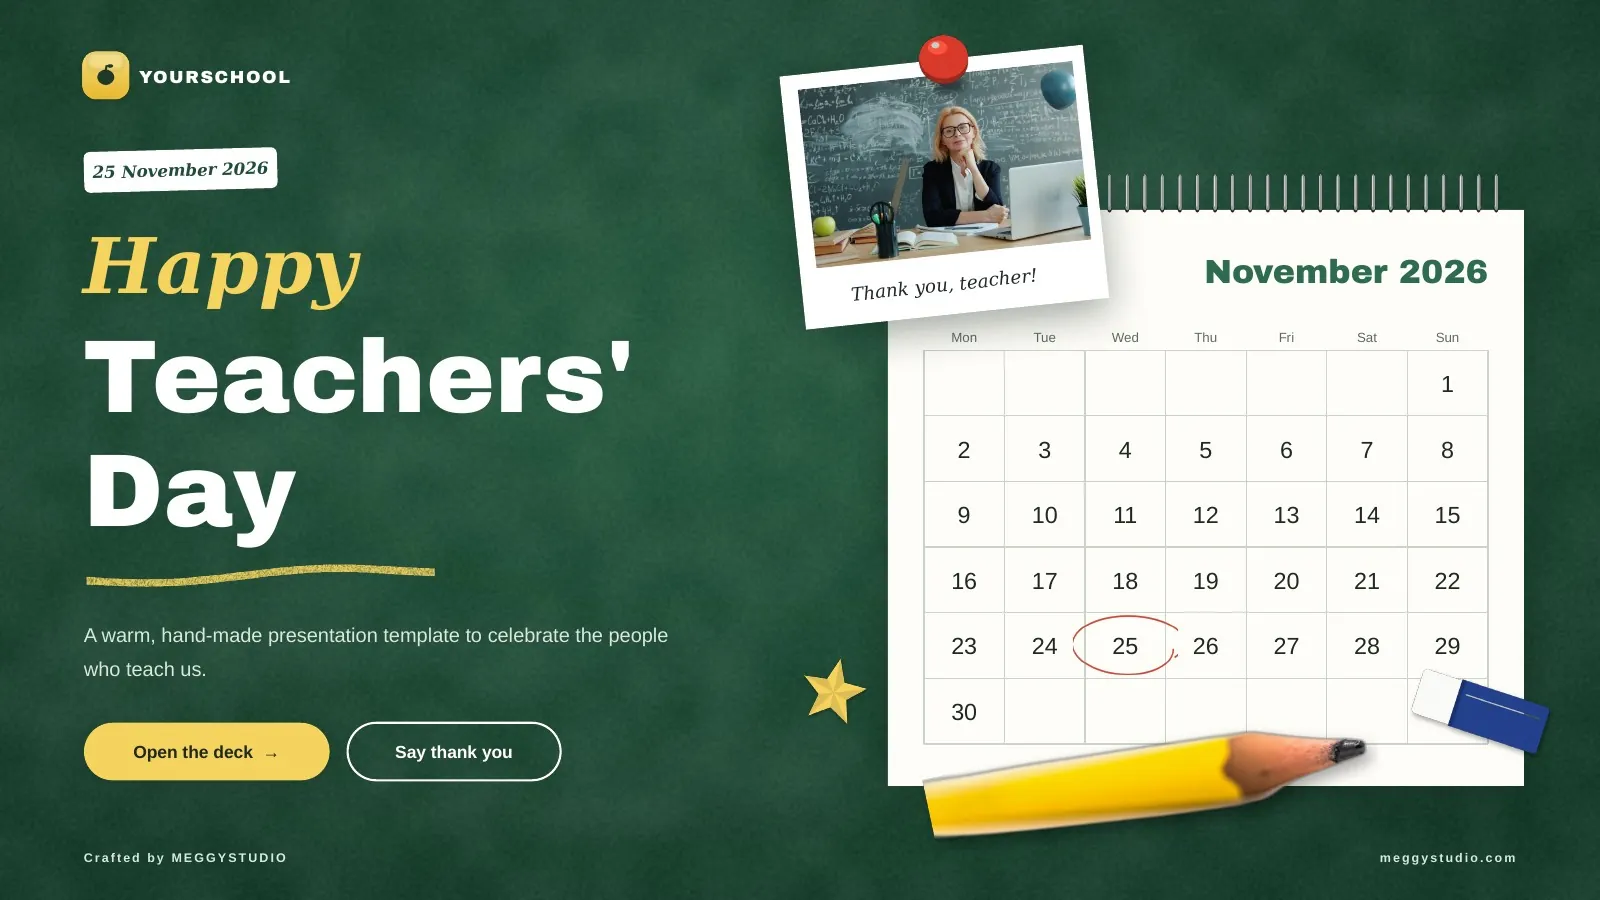 YOURSCHOOL
25 November 2026
Happy
Teachers'
Day
A warm, hand-made presentation template to celebrate the people
who teach us.
Open the deck →
Say thank you
Crafted by MEGGYSTUDIO
Thank you, teacher!
November 2026
Mon Tue Wed Thu Fri Sat Sun
1
2 3 4 5 6 7 8
9 10 11 12 13 14 15
16 17 18 19 20 21 22
23 24 25 26 27 28 29
30
meggystudio.com